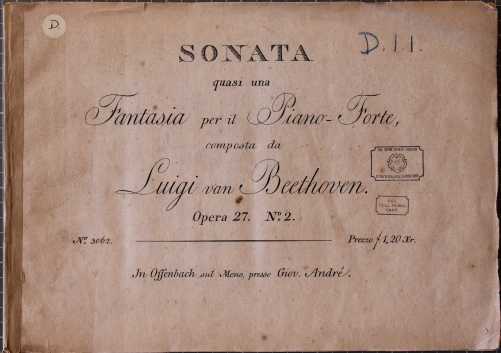 D.
SONATA
D.I.I.
quasi una
Fantasia per il Piano-Forte,
composta da
Luigi van Beethoven.
Opera 27. Nº 2.
Nº 3062.
Prezzo f 1, 20 Xr.
In Offenbach sul Meno, presso Giov. André.